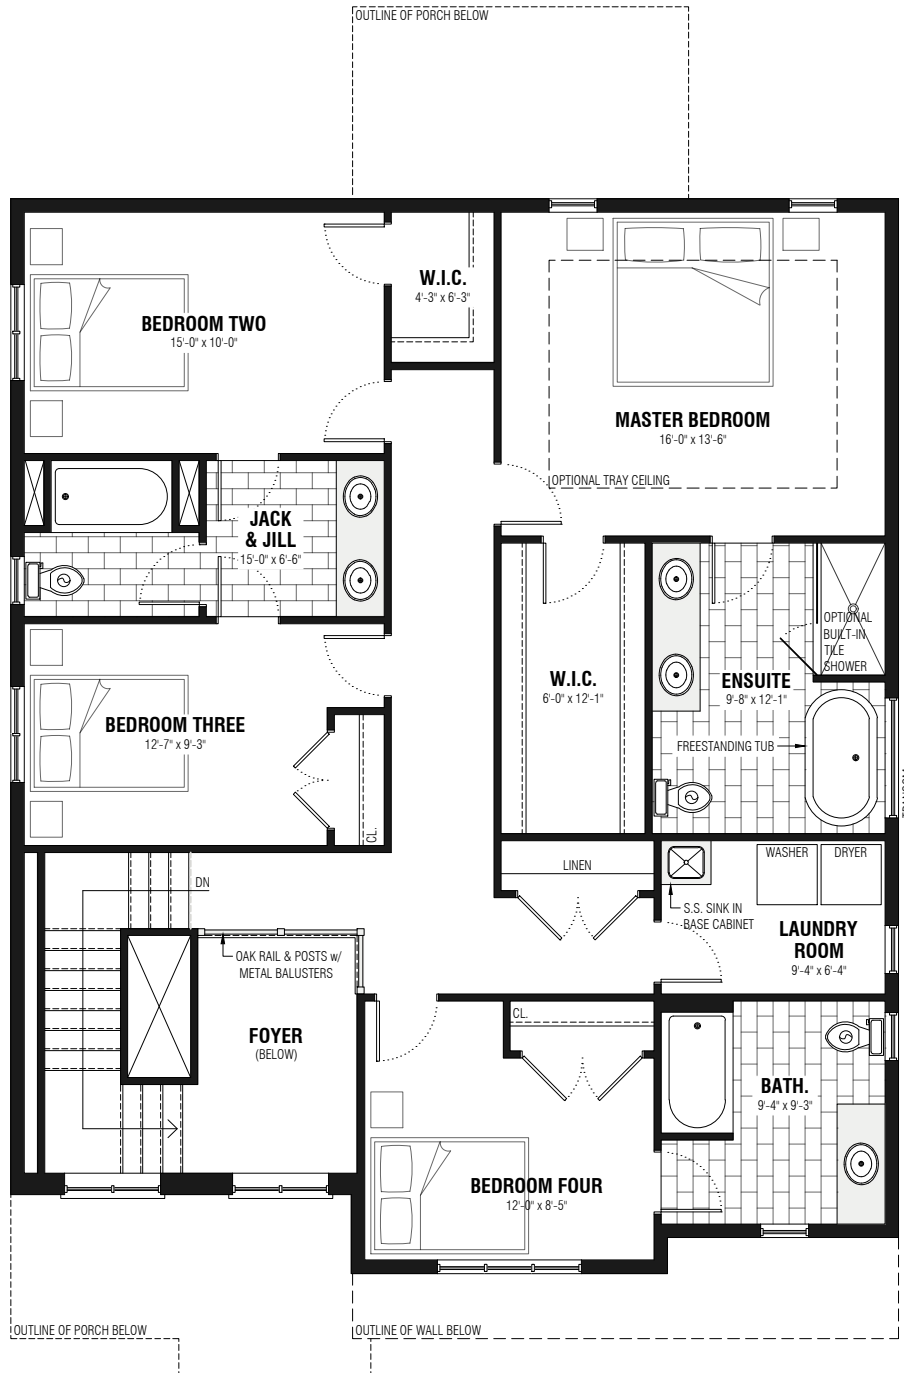 OUTLINE OF PORCH BELOW
W.I.C.
4'-3" x 6'-3"
BEDROOM TWO
15'-0" x 10'-0"
MASTER BEDROOM
16'-0" x 13'-6"
OPTIONAL TRAY CEILING
JACK
& JILL
15'-0" x 6'-6"
OPTIONAL
BUILT-IN
TILE
SHOWER
W.I.C.
6'-0" x 12'-1"
ENSUITE
9'-8" x 12'-1"
BEDROOM THREE
12'-7" x 9'-3"
FREESTANDING TUB
TRANSOM
CL.
WASHER
DRYER
LINEN
DN
S.S. SINK IN
BASE CABINET
LAUNDRY
ROOM
9'-4" x 6'-4"
OAK RAIL & POSTS w/
METAL BALUSTERS
CL.
FOYER
(BELOW)
BATH.
9'-4" x 9'-3"
BEDROOM FOUR
12'-0" x 8'-5"
OUTLINE OF PORCH BELOW
OUTLINE OF WALL BELOW